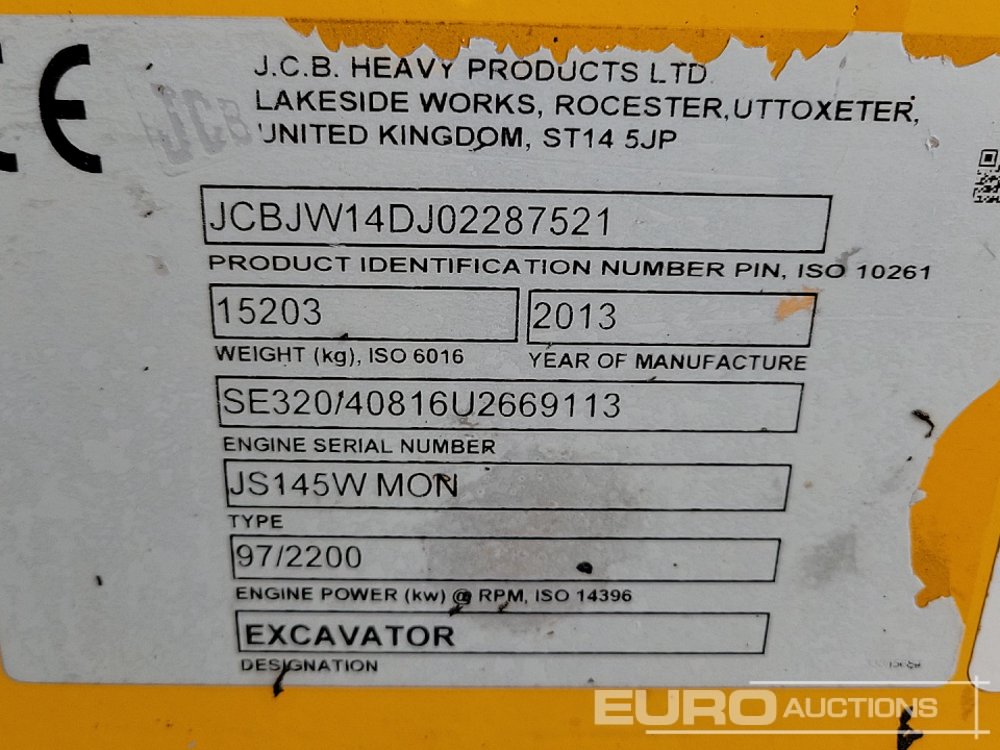 CE
J.C.B. HEAVY PRODUCTS LTD.
LAKESIDE WORKS, ROCESTER, UTTOXETER,
UNITED KINGDOM, ST14 5JP
JCB
JCBJW14DJ02287521
PRODUCT IDENTIFICATION NUMBER PIN, ISO 10261
15203 2013
WEIGHT (kg), ISO 6016 YEAR OF MANUFACTURE
SE320/40816U2669113
ENGINE SERIAL NUMBER
JS145W MON
TYPE
97/2200
ENGINE POWER (kw) @ RPM, ISO 14396
EXCAVATOR
DESIGNATION
EURO AUCTIONS